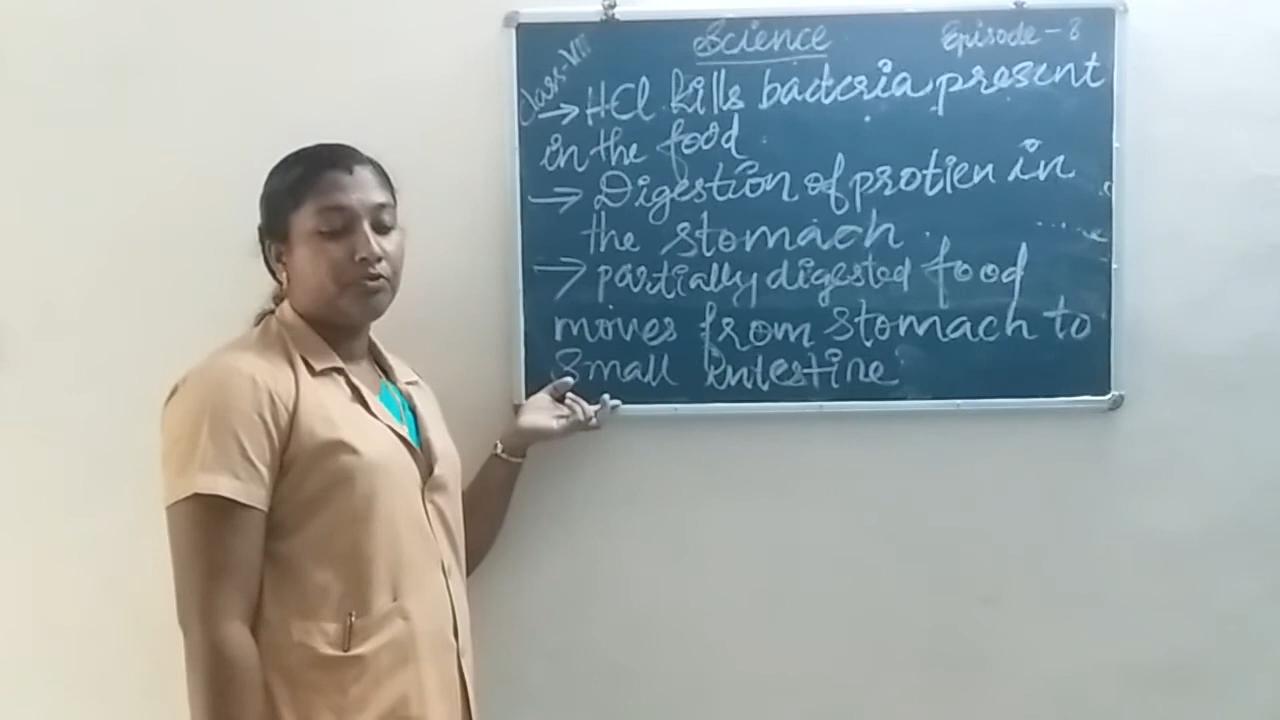 Science
Episode - 8
Class-VII
→ HCl kills bacteria present
in the food
→ Digestion of protien in
the stomach.
→ partially digested food
moves from stomach to
Small intestine